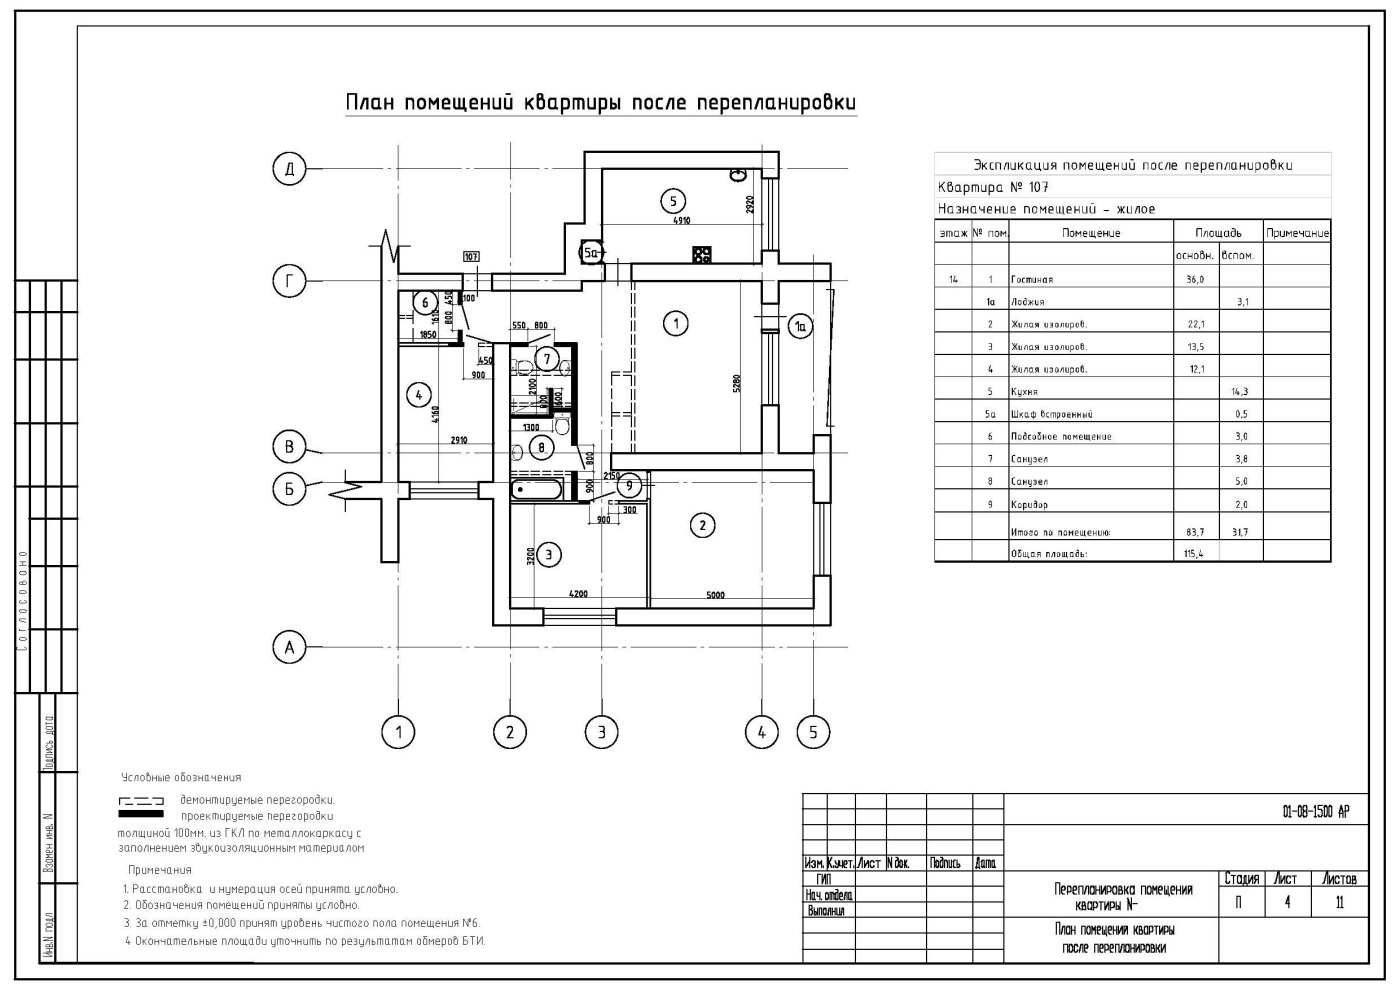 План помещений квартиры после перепланировки
Экспликация помещений после перепланировки
Квартира № 107
Назначение помещений - жилое
этаж № пом. Помещение Площадь Примечание
основн. вспом.
14 1 Гостиная 36,0
1а Лоджия 3,1
2 Жилая изолиров. 22,1
3 Жилая изолиров. 13,5
4 Жилая изолиров. 12,1
5 Кухня 14,3
5а Шкаф встроенный 0,5
6 Подсобное помещение 3,0
7 Санузел 3,8
8 Санузел 5,0
9 Коридор 2,0
Итого по помещению: 83,7 31,7
Общая площадь: 115,4
Д
Г
В
Б
А
1
2
3
4
5
5
4910
2920
5а
107
6
450
100
1610
800
1850
550 800
1
1а
7
450
900
4
2100
800
1600
5280
4160
1300
2910
8
800
2150
9
900
300
900
2
3
3200
4200
5000
Условные обозначения
демонтируемые перегородки.
проектируемые перегородки
толщиной 100мм. из ГКЛ по металлокаркасу с
заполнением звукоизоляционным материалом
Примечания
1. Расстановка и нумерация осей принята условно.
2. Обозначения помещений приняты условно.
3. За отметку ±0,000 принят уровень чистого пола помещения №6.
4 Окончательные площади уточнить по результатам обмеров БТИ.
Согласовано
Подпись дата
Взамен инв. N
Инв.N подл
01-08-1500 АР
Изм. К.учет. Лист N док. Подпись Дата
ГИП
Нач. отдела
Выполнил
Перепланировка помещения
квартиры N-
Стадия Лист Листов
П 4 11
План помещения квартиры
после перепланировки